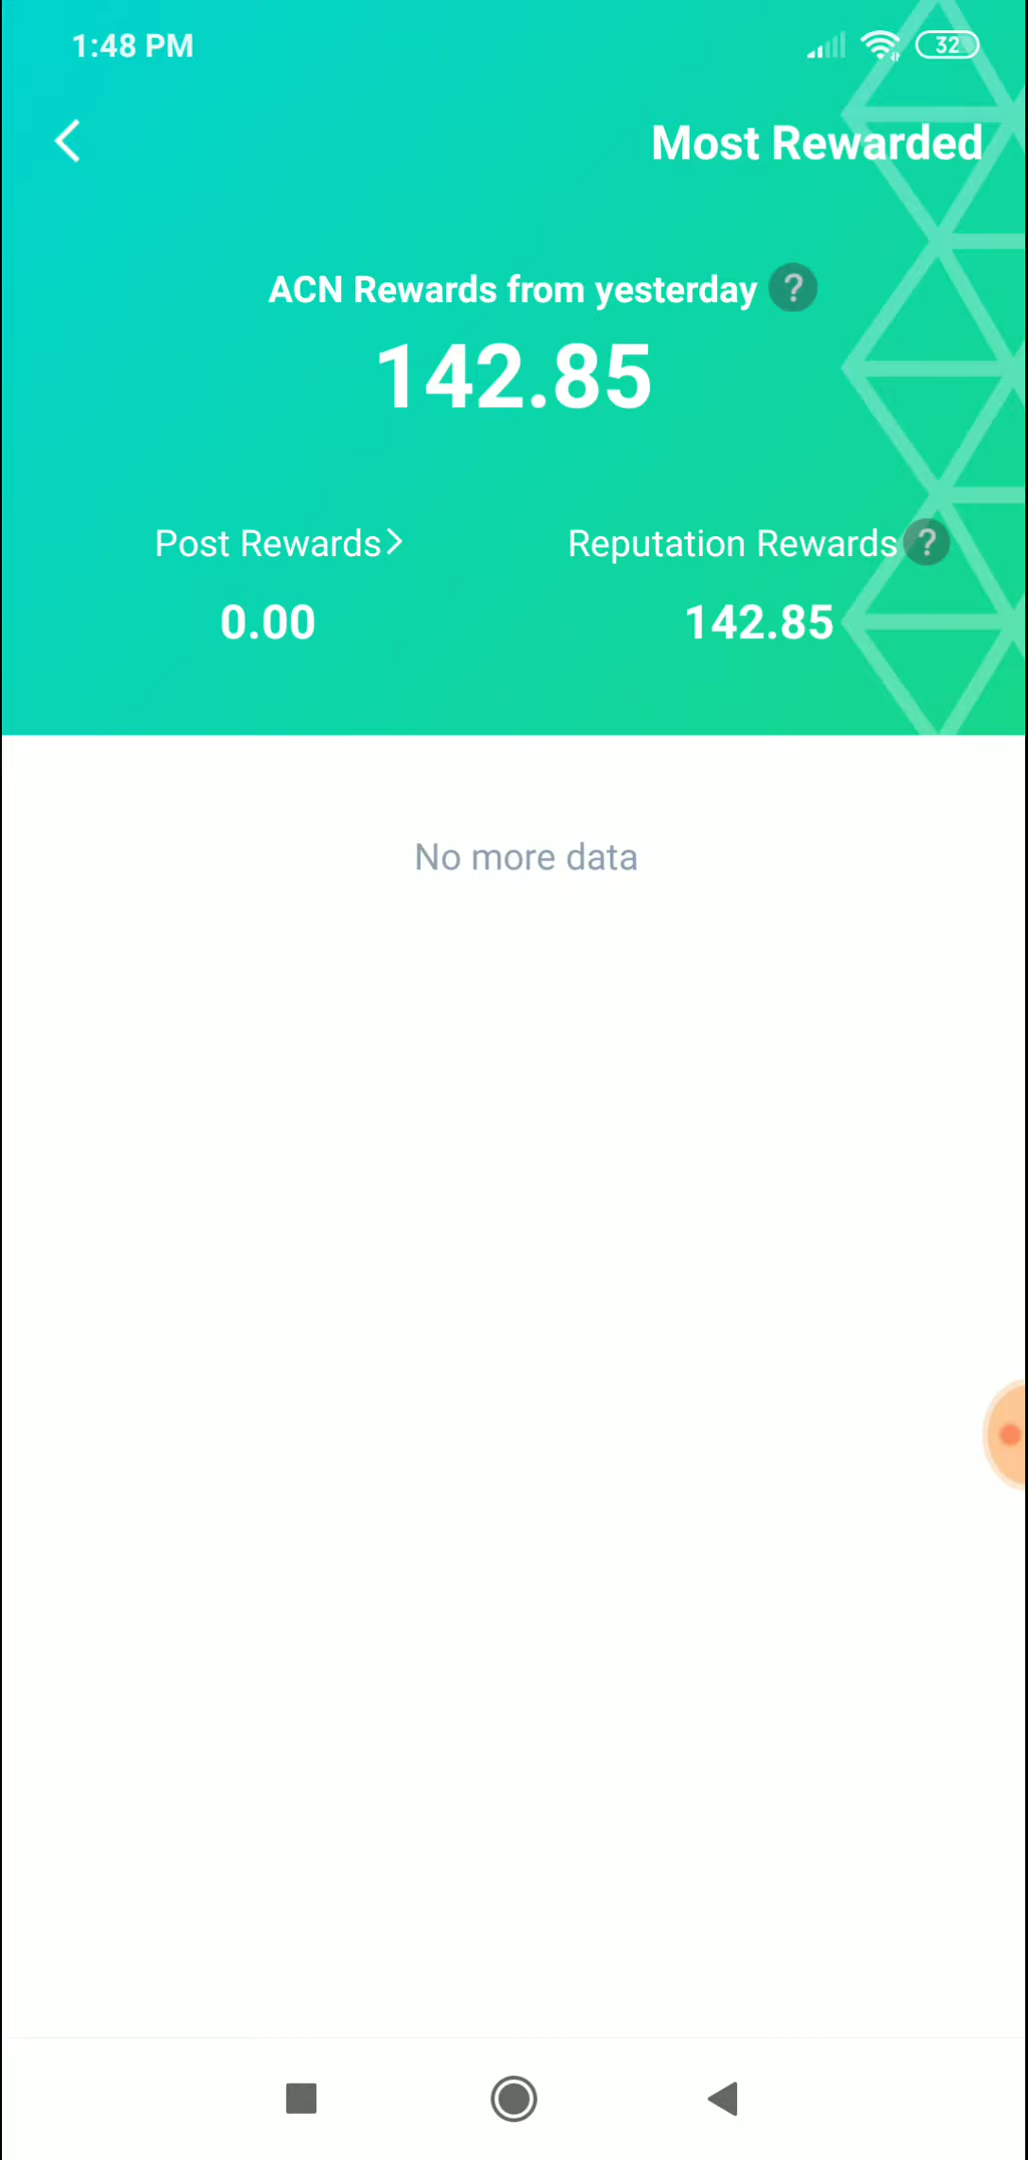 1:48 PM
32
Most Rewarded
ACN Rewards from yesterday ?
142.85
Post Rewards>
Reputation Rewards ?
0.00
142.85
No more data